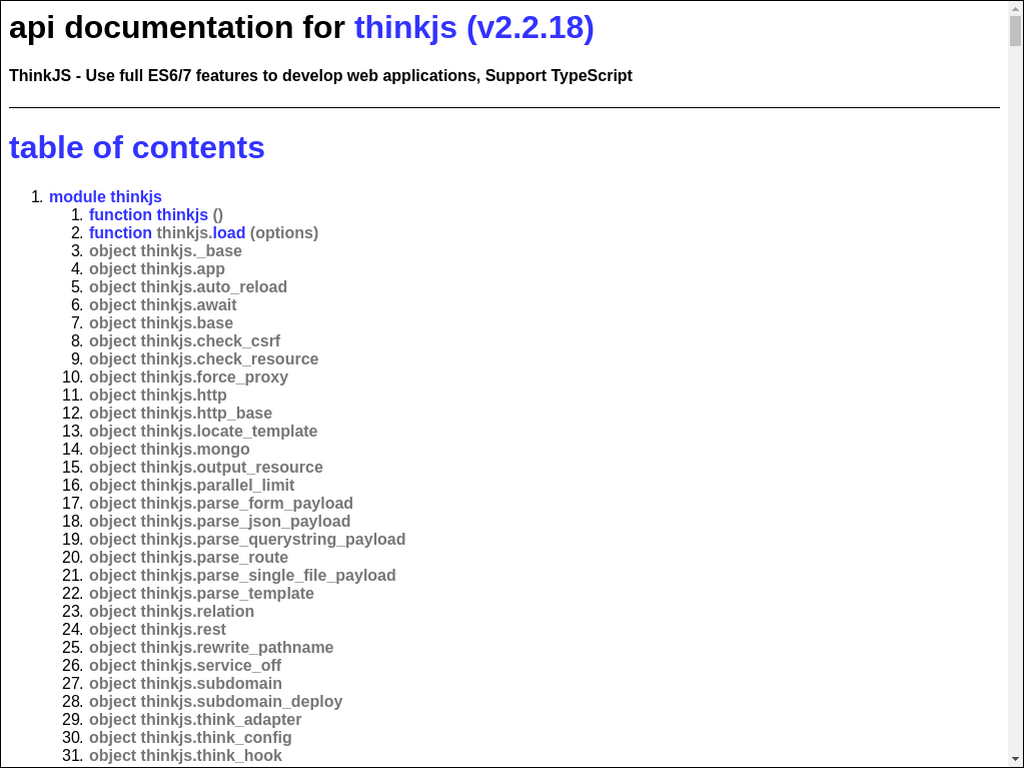 api documentation for thinkjs (v2.2.18)
ThinkJS - Use full ES6/7 features to develop web applications, Support TypeScript
table of contents
1. module thinkjs
1. function thinkjs ()
2. function thinkjs.load (options)
3. object thinkjs._base
4. object thinkjs.app
5. object thinkjs.auto_reload
6. object thinkjs.await
7. object thinkjs.base
8. object thinkjs.check_csrf
9. object thinkjs.check_resource
10. object thinkjs.force_proxy
11. object thinkjs.http
12. object thinkjs.http_base
13. object thinkjs.locate_template
14. object thinkjs.mongo
15. object thinkjs.output_resource
16. object thinkjs.parallel_limit
17. object thinkjs.parse_form_payload
18. object thinkjs.parse_json_payload
19. object thinkjs.parse_querystring_payload
20. object thinkjs.parse_route
21. object thinkjs.parse_single_file_payload
22. object thinkjs.parse_template
23. object thinkjs.relation
24. object thinkjs.rest
25. object thinkjs.rewrite_pathname
26. object thinkjs.service_off
27. object thinkjs.subdomain
28. object thinkjs.subdomain_deploy
29. object thinkjs.think_adapter
30. object thinkjs.think_config
31. object thinkjs.think_hook